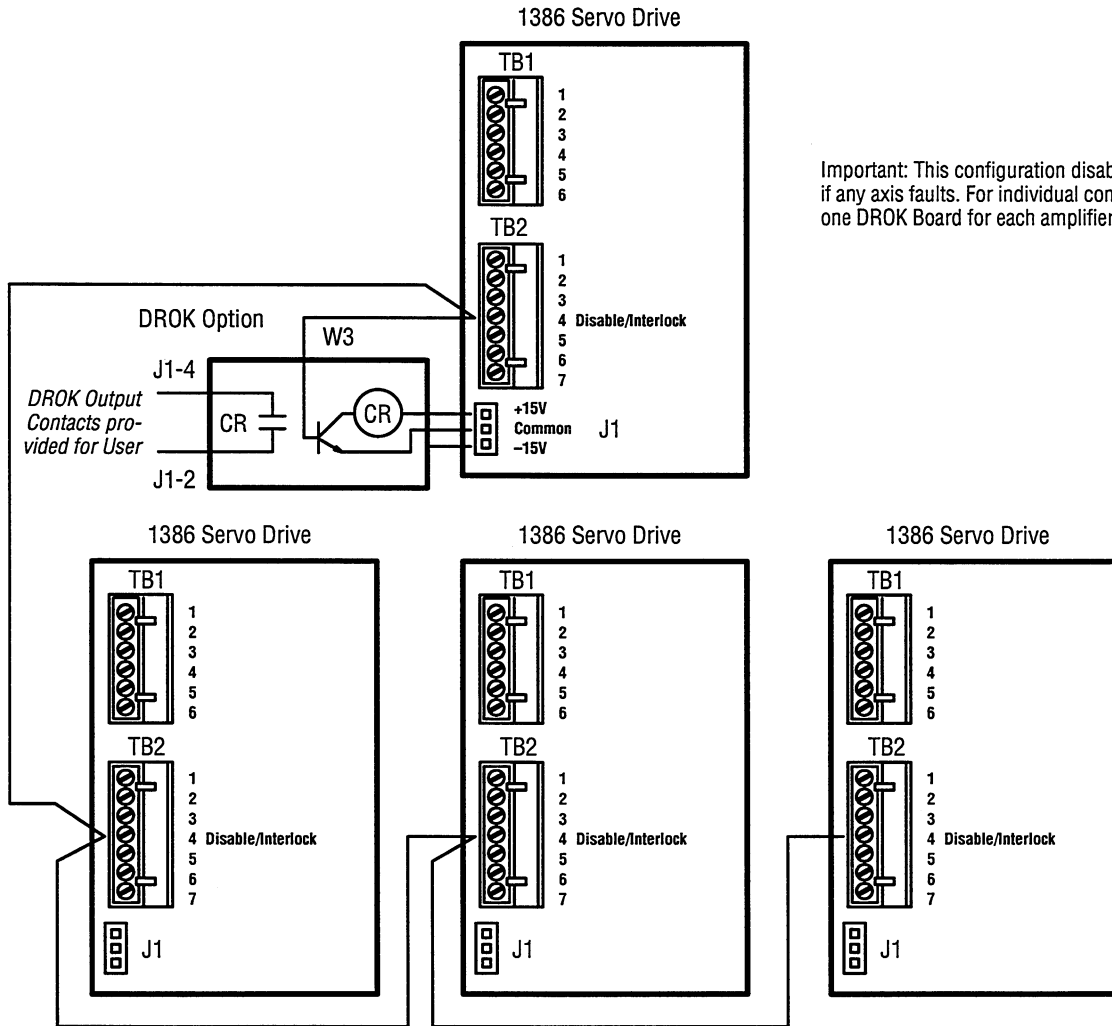 1386 Servo Drive
TB1
1
2
3
4
5
6
Important: This configuration disab
if any axis faults. For individual con
one DROK Board for each amplifier
TB2
1
2
3
4 Disable/Interlock
5
6
7
DROK Option
W3
J1-4
DROK Output
Contacts pro-
vided for User
J1-2
CR
CR
+15V
Common
–15V
J1
1386 Servo Drive
TB1
1
2
3
4
5
6
TB2
1
2
3
4 Disable/Interlock
5
6
7
J1
1386 Servo Drive
TB1
1
2
3
4
5
6
TB2
1
2
3
4 Disable/Interlock
5
6
7
J1
1386 Servo Drive
TB1
1
2
3
4
5
6
TB2
1
2
3
4 Disable/Interlock
5
6
7
J1